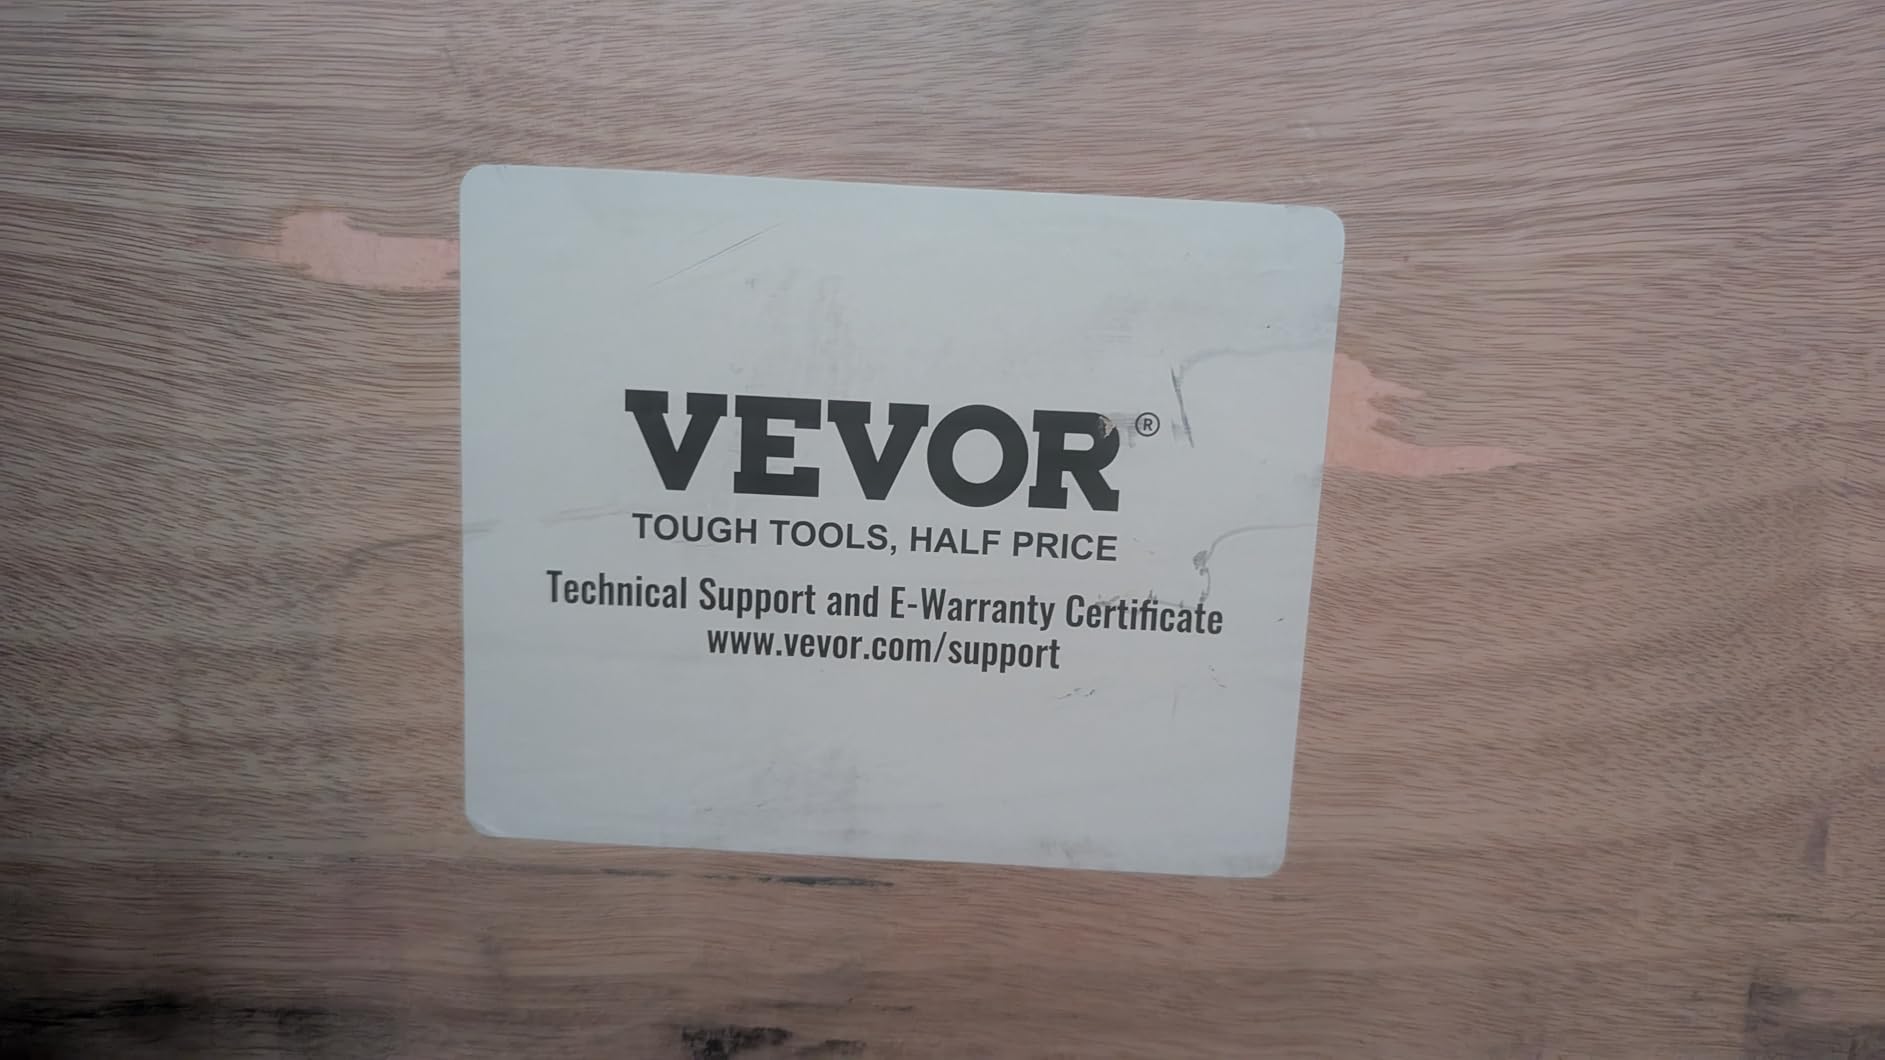 VEVOR®
TOUGH TOOLS, HALF PRICE
Technical Support and E-Warranty Certificate
www.vevor.com/support